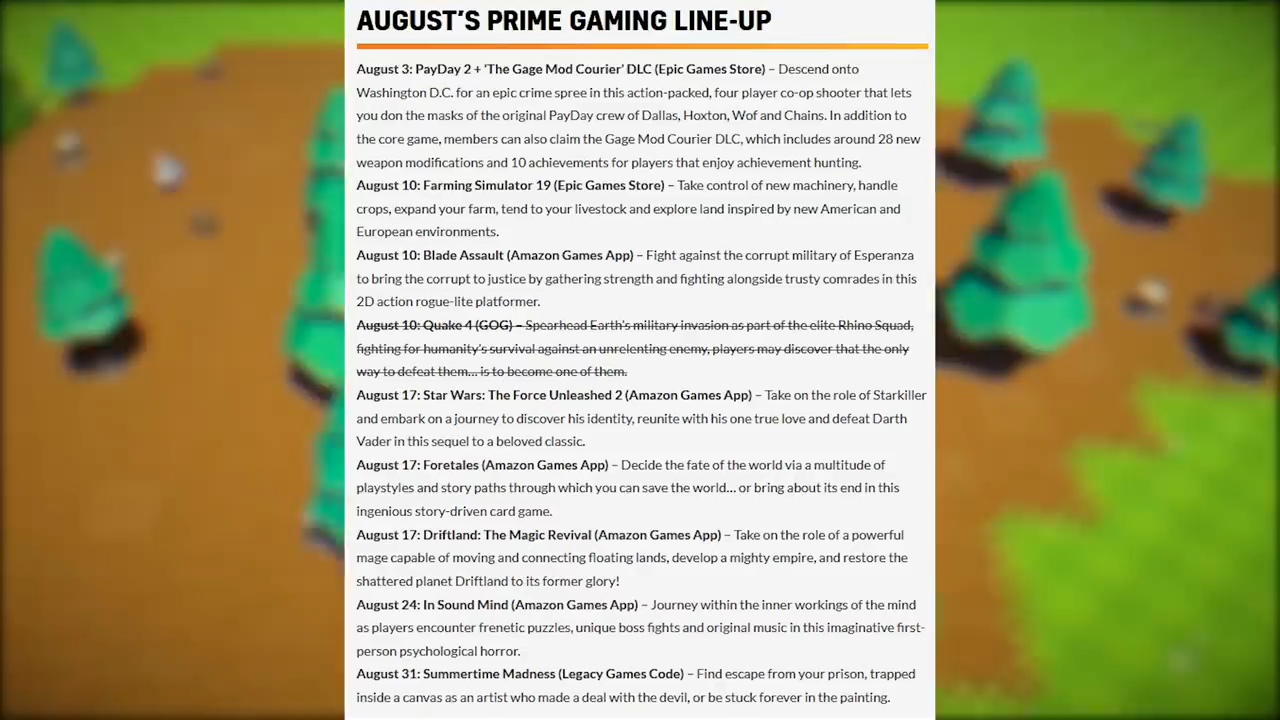 AUGUST'S PRIME GAMING LINE-UP
August 3: PayDay 2 + 'The Gage Mod Courier' DLC (Epic Games Store) – Descend onto
Washington D.C. for an epic crime spree in this action-packed, four player co-op shooter that lets
you don the masks of the original PayDay crew of Dallas, Hoxton, Wof and Chains. In addition to
the core game, members can also claim the Gage Mod Courier DLC, which includes around 28 new
weapon modifications and 10 achievements for players that enjoy achievement hunting.
August 10: Farming Simulator 19 (Epic Games Store) – Take control of new machinery, handle
crops, expand your farm, tend to your livestock and explore land inspired by new American and
European environments.
August 10: Blade Assault (Amazon Games App) – Fight against the corrupt military of Esperanza
to bring the corrupt to justice by gathering strength and fighting alongside trusty comrades in this
2D action rogue-lite platformer.
August 10: Quake 4 (GOG) – Spearhead Earth's military invasion as part of the elite Rhino Squad,
fighting for humanity's survival against an unrelenting enemy, players may discover that the only
way to defeat them... is to become one of them.
August 17: Star Wars: The Force Unleashed 2 (Amazon Games App) – Take on the role of Starkiller
and embark on a journey to discover his identity, reunite with his one true love and defeat Darth
Vader in this sequel to a beloved classic.
August 17: Foretales (Amazon Games App) – Decide the fate of the world via a multitude of
playstyles and story paths through which you can save the world... or bring about its end in this
ingenious story-driven card game.
August 17: Driftland: The Magic Revival (Amazon Games App) – Take on the role of a powerful
mage capable of moving and connecting floating lands, develop a mighty empire, and restore the
shattered planet Driftland to its former glory!
August 24: In Sound Mind (Amazon Games App) – Journey within the inner workings of the mind
as players encounter frenetic puzzles, unique boss fights and original music in this imaginative first-
person psychological horror.
August 31: Summertime Madness (Legacy Games Code) – Find escape from your prison, trapped
inside a canvas as an artist who made a deal with the devil, or be stuck forever in the painting.